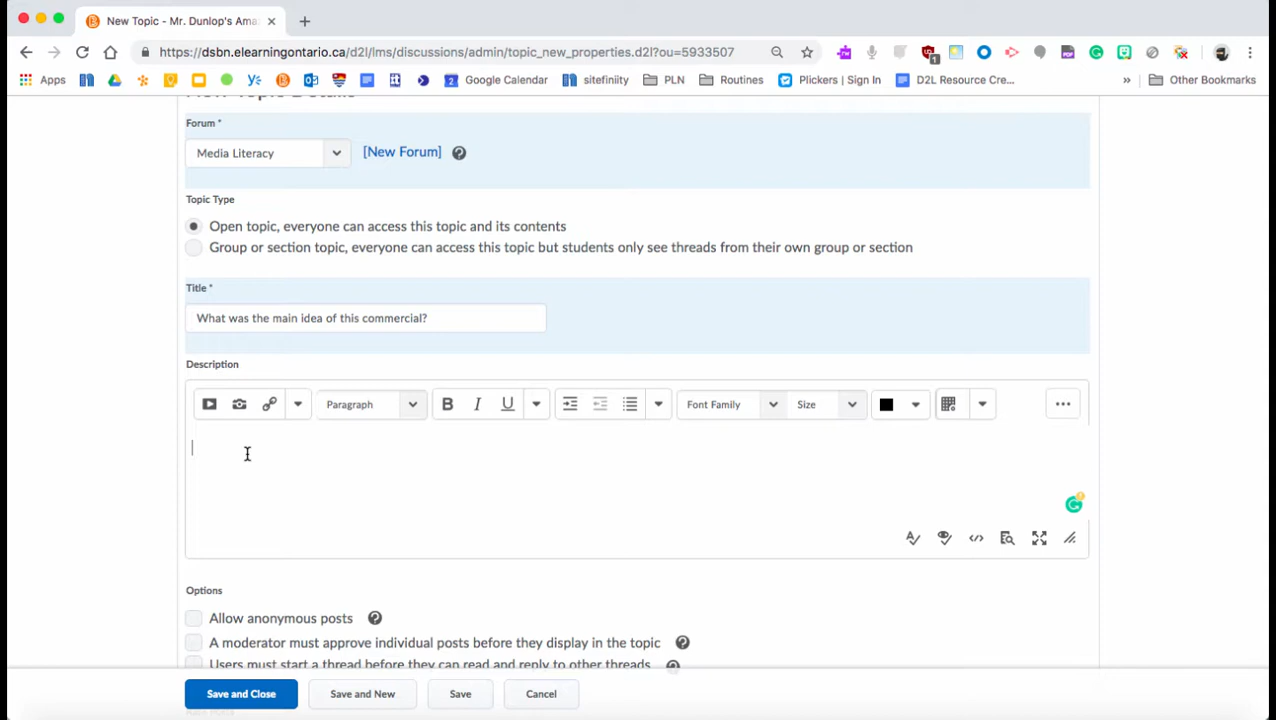 New Topic - Mr. Dunlop's Ama
https://dsbn.elearningontario.ca/d2l/lms/discussions/admin/topic_new_properties.d2l?ou=5933507
Apps
Google Calendar
sitefiniity
PLN
Routines
Plickers | Sign In
D2L Resource Cre...
»
Other Bookmarks
Forum *
Media Literacy
[New Forum]
Topic Type
Open topic, everyone can access this topic and its contents
Group or section topic, everyone can access this topic but students only see threads from their own group or section
Title *
What was the main idea of this commercial?
Description
Paragraph
B I U
Font Family
Size
Options
Allow anonymous posts
A moderator must approve individual posts before they display in the topic
Users must start a thread before they can read and reply to other threads
Save and Close
Save and New
Save
Cancel